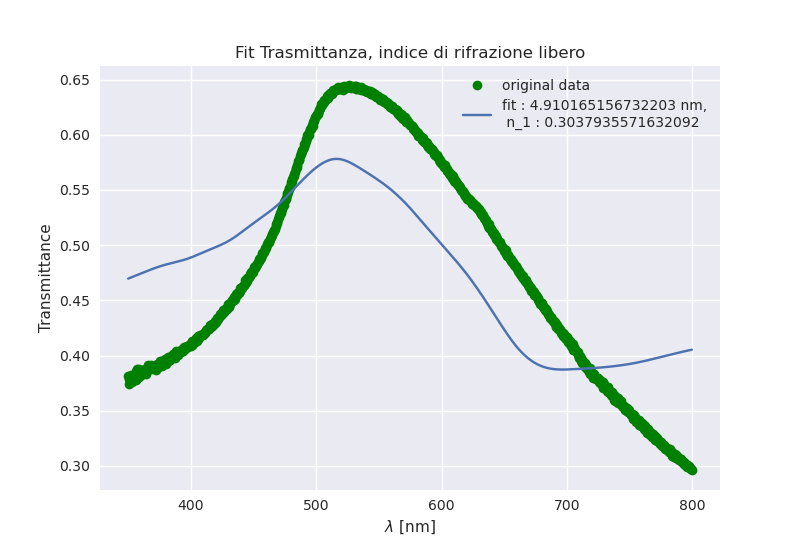 Fit Trasmittanza, indice di rifrazione libero
original data
fit : 4.910165156732203 nm,
n_1 : 0.3037935571632092
Transmittance
0.65
0.60
0.55
0.50
0.45
0.40
0.35
0.30
400 500 600 700 800
λ [nm]